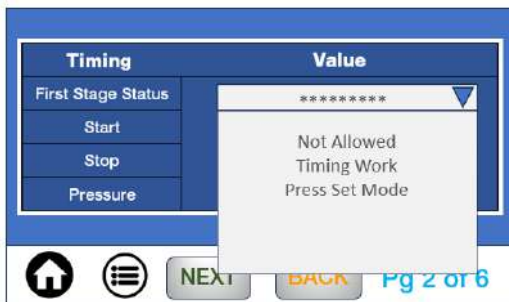 Timing Value
First Stage Status *********
Start
Stop
Pressure
Not Allowed
Timing Work
Press Set Mode
NEXT BACK Pg 2 of 6